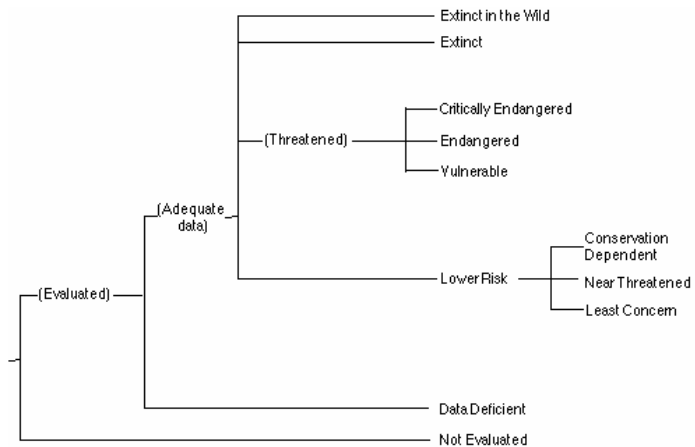 Extinct in the Wild
Extinct
Critically Endangered
(Threatened)
Endangered
Vulnerable
(Adequate
data)
Conservation
Dependent
Lower Risk
Near Threatened
(Evaluated)
Least Concern
Data Deficient
Not Evaluated